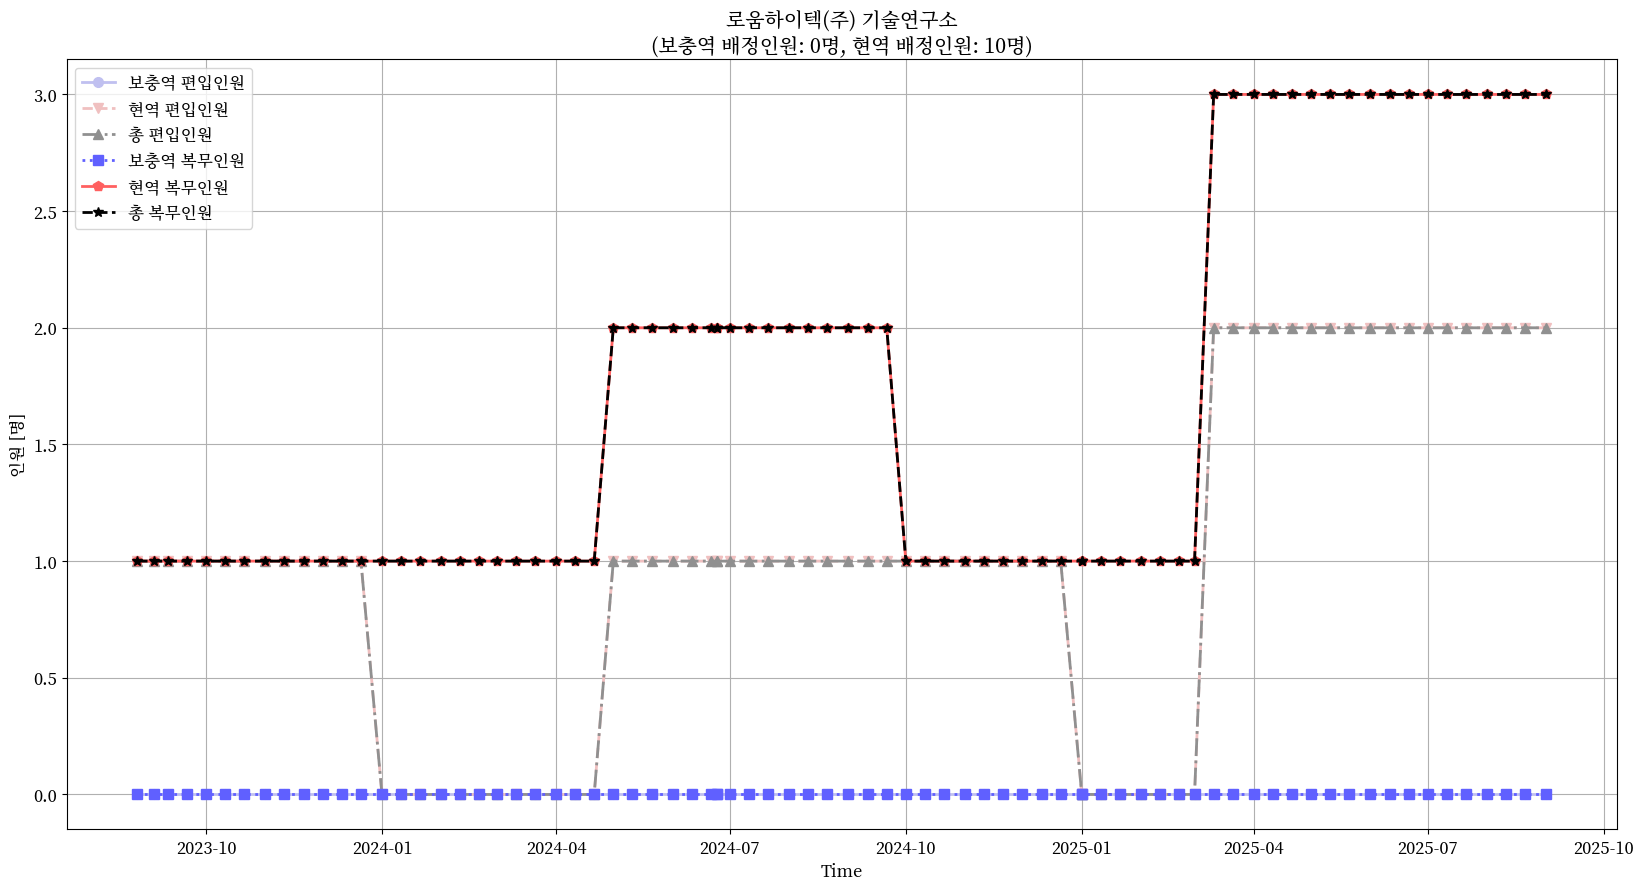 로움하이텍(주) 기술연구소
(보충역 배정인원: 0명, 현역 배정인원: 10명)
보충역 편입인원
현역 편입인원
총 편입인원
보충역 복무인원
현역 복무인원
총 복무인원
3.0
2.5
2.0
1.5
1.0
0.5
0.0
인원 [명]
2023-10
2024-01
2024-04
2024-07
2024-10
2025-01
2025-04
2025-07
2025-10
Time